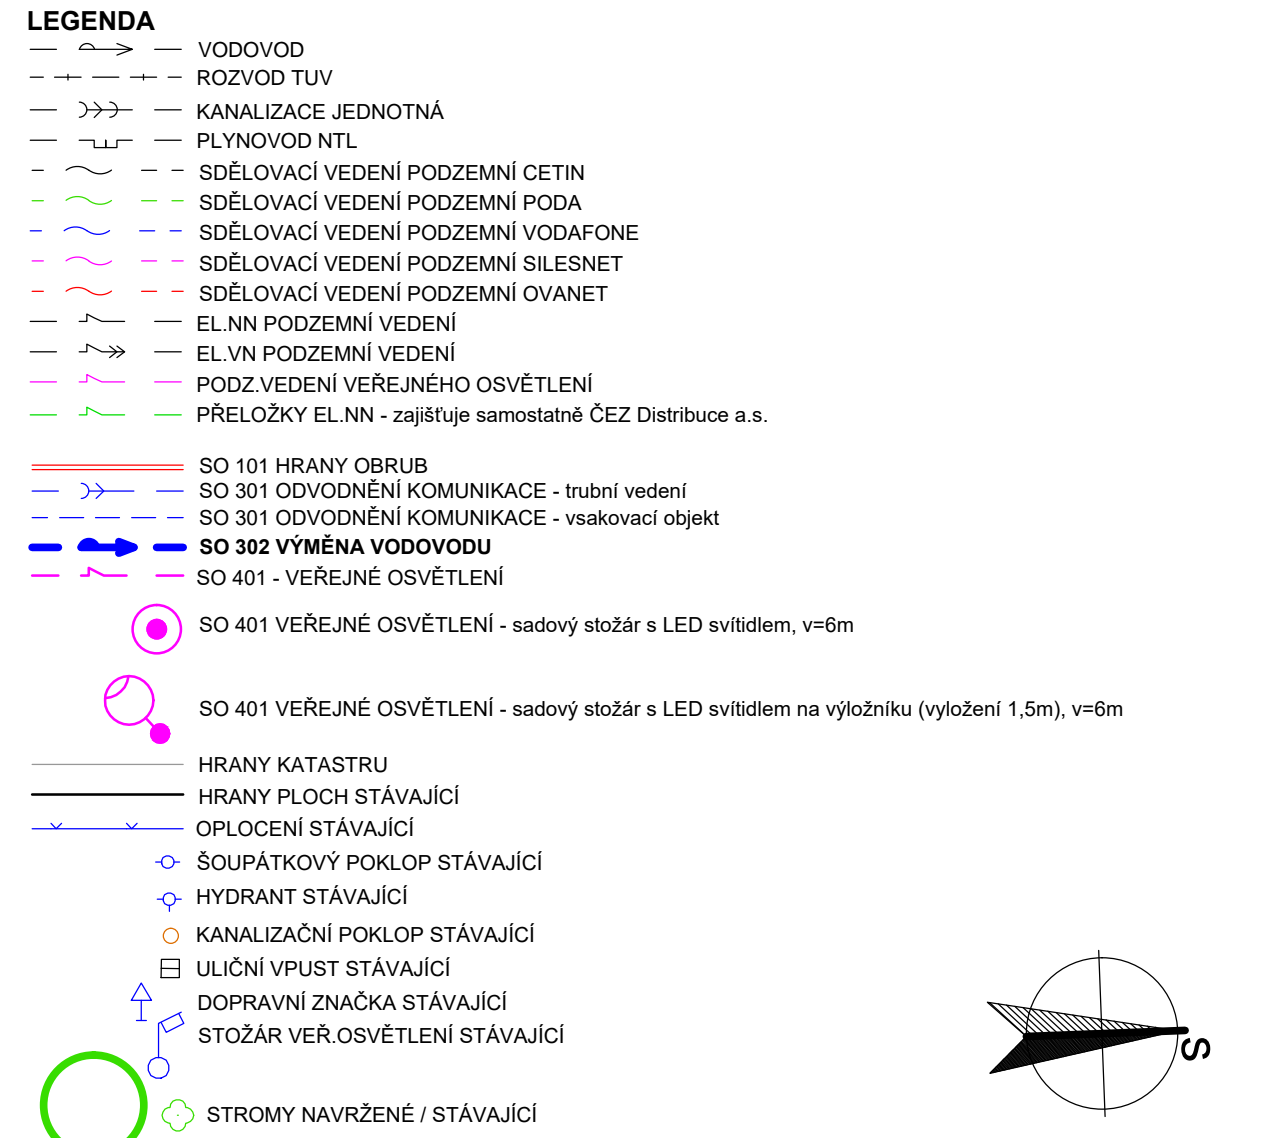 LEGENDA
VODOVOD
ROZVOD TUV
KANALIZACE JEDNOTNÁ
PLYNOVOD NTL
SDĚLOVACÍ VEDENÍ PODZEMNÍ CETIN
SDĚLOVACÍ VEDENÍ PODZEMNÍ PODA
SDĚLOVACÍ VEDENÍ PODZEMNÍ VODAFONE
SDĚLOVACÍ VEDENÍ PODZEMNÍ SILESNET
SDĚLOVACÍ VEDENÍ PODZEMNÍ OVANET
EL.NN PODZEMNÍ VEDENÍ
EL.VN PODZEMNÍ VEDENÍ
PODZ.VEDENÍ VEŘEJNÉHO OSVĚTLENÍ
PŘELOŽKY EL.NN - zajišťuje samostatně ČEZ Distribuce a.s.
SO 101 HRANY OBRUB
SO 301 ODVODNĚNÍ KOMUNIKACE - trubní vedení
SO 301 ODVODNĚNÍ KOMUNIKACE - vsakovací objekt
SO 302 VÝMĚNA VODOVODU
SO 401 - VEŘEJNÉ OSVĚTLENÍ
SO 401 VEŘEJNÉ OSVĚTLENÍ - sadový stožár s LED svítidlem, v=6m
SO 401 VEŘEJNÉ OSVĚTLENÍ - sadový stožár s LED svítidlem na výložníku (vyložení 1,5m), v=6m
HRANY KATASTRU
HRANY PLOCH STÁVAJÍCÍ
OPLOCENÍ STÁVAJÍCÍ
ŠOUPÁTKOVÝ POKLOP STÁVAJÍCÍ
HYDRANT STÁVAJÍCÍ
KANALIZAČNÍ POKLOP STÁVAJÍCÍ
ULIČNÍ VPUST STÁVAJÍCÍ
DOPRAVNÍ ZNAČKA STÁVAJÍCÍ
STOŽÁR VEŘ.OSVĚTLENÍ STÁVAJÍCÍ
STROMY NAVRŽENÉ / STÁVAJÍCÍ
S